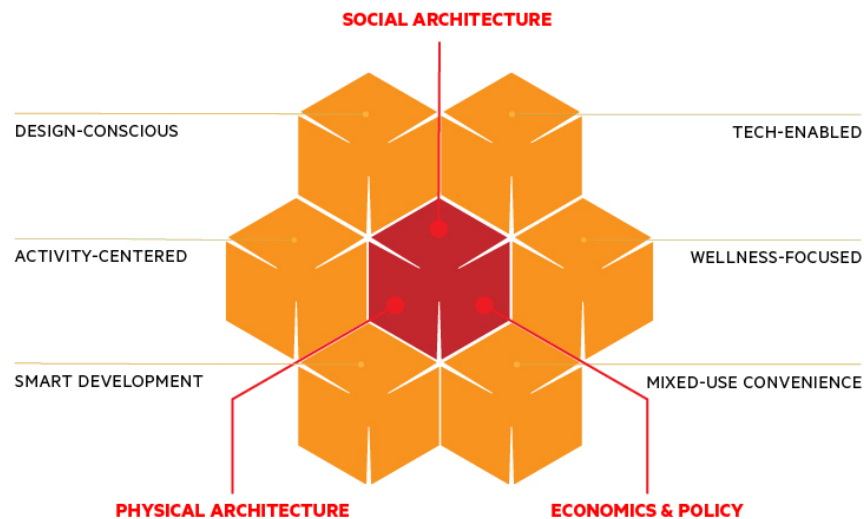 SOCIAL ARCHITECTURE
DESIGN-CONSCIOUS
TECH-ENABLED
ACTIVITY-CENTERED
WELLNESS-FOCUSED
SMART DEVELOPMENT
MIXED-USE CONVENIENCE
PHYSICAL ARCHITECTURE
ECONOMICS & POLICY